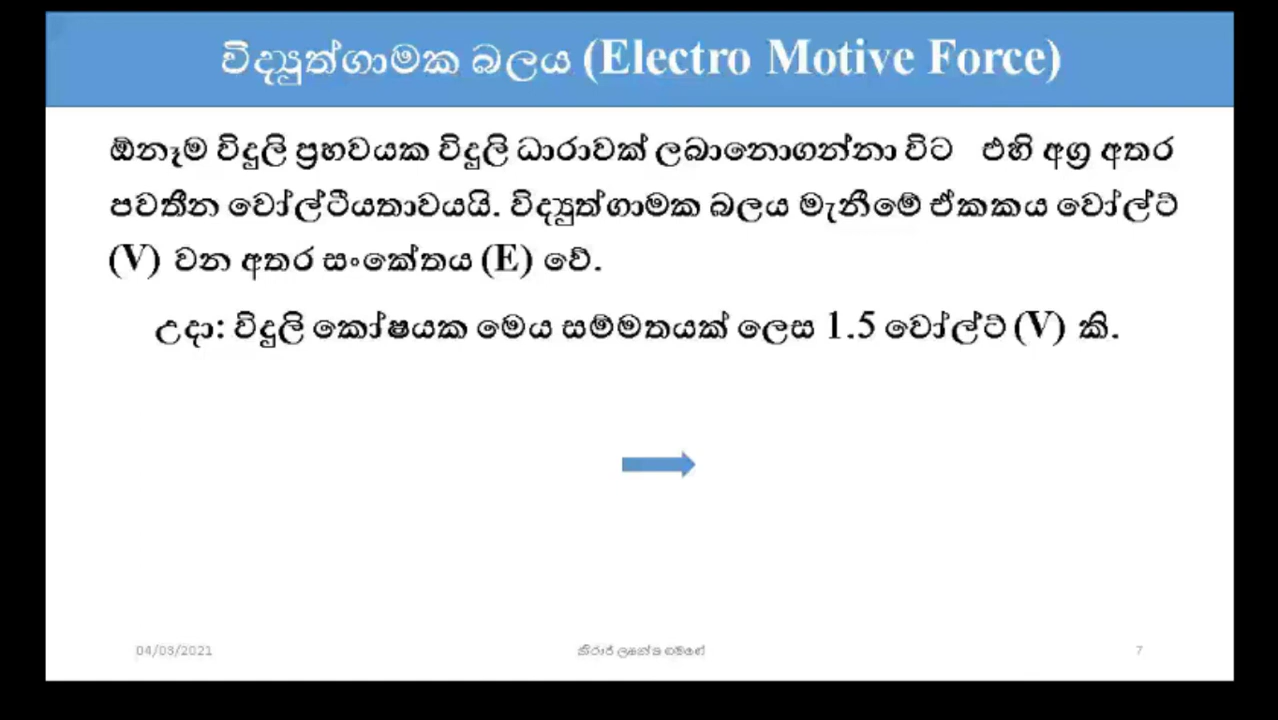 විද්‍යුත්ගාමක බලය (Electro Motive Force)
ඕනෑම විදුලි ප්‍රභවයක විදුලි ධාරාවක් ලබානොගන්නා විට එහි අග්‍ර අතර
පවතීන වෝල්ටීයතාවයයි. විද්‍යුත්ගාමක බලය මැනීමේ ඒකකය වෝල්ට්
(V) වන අතර සංකේතය (E) වේ.
උදා: විදුලි කෝෂයක මෙය සම්මතයක් ලෙස 1.5 වෝල්ට් (V) කි.
04/03/2021
7